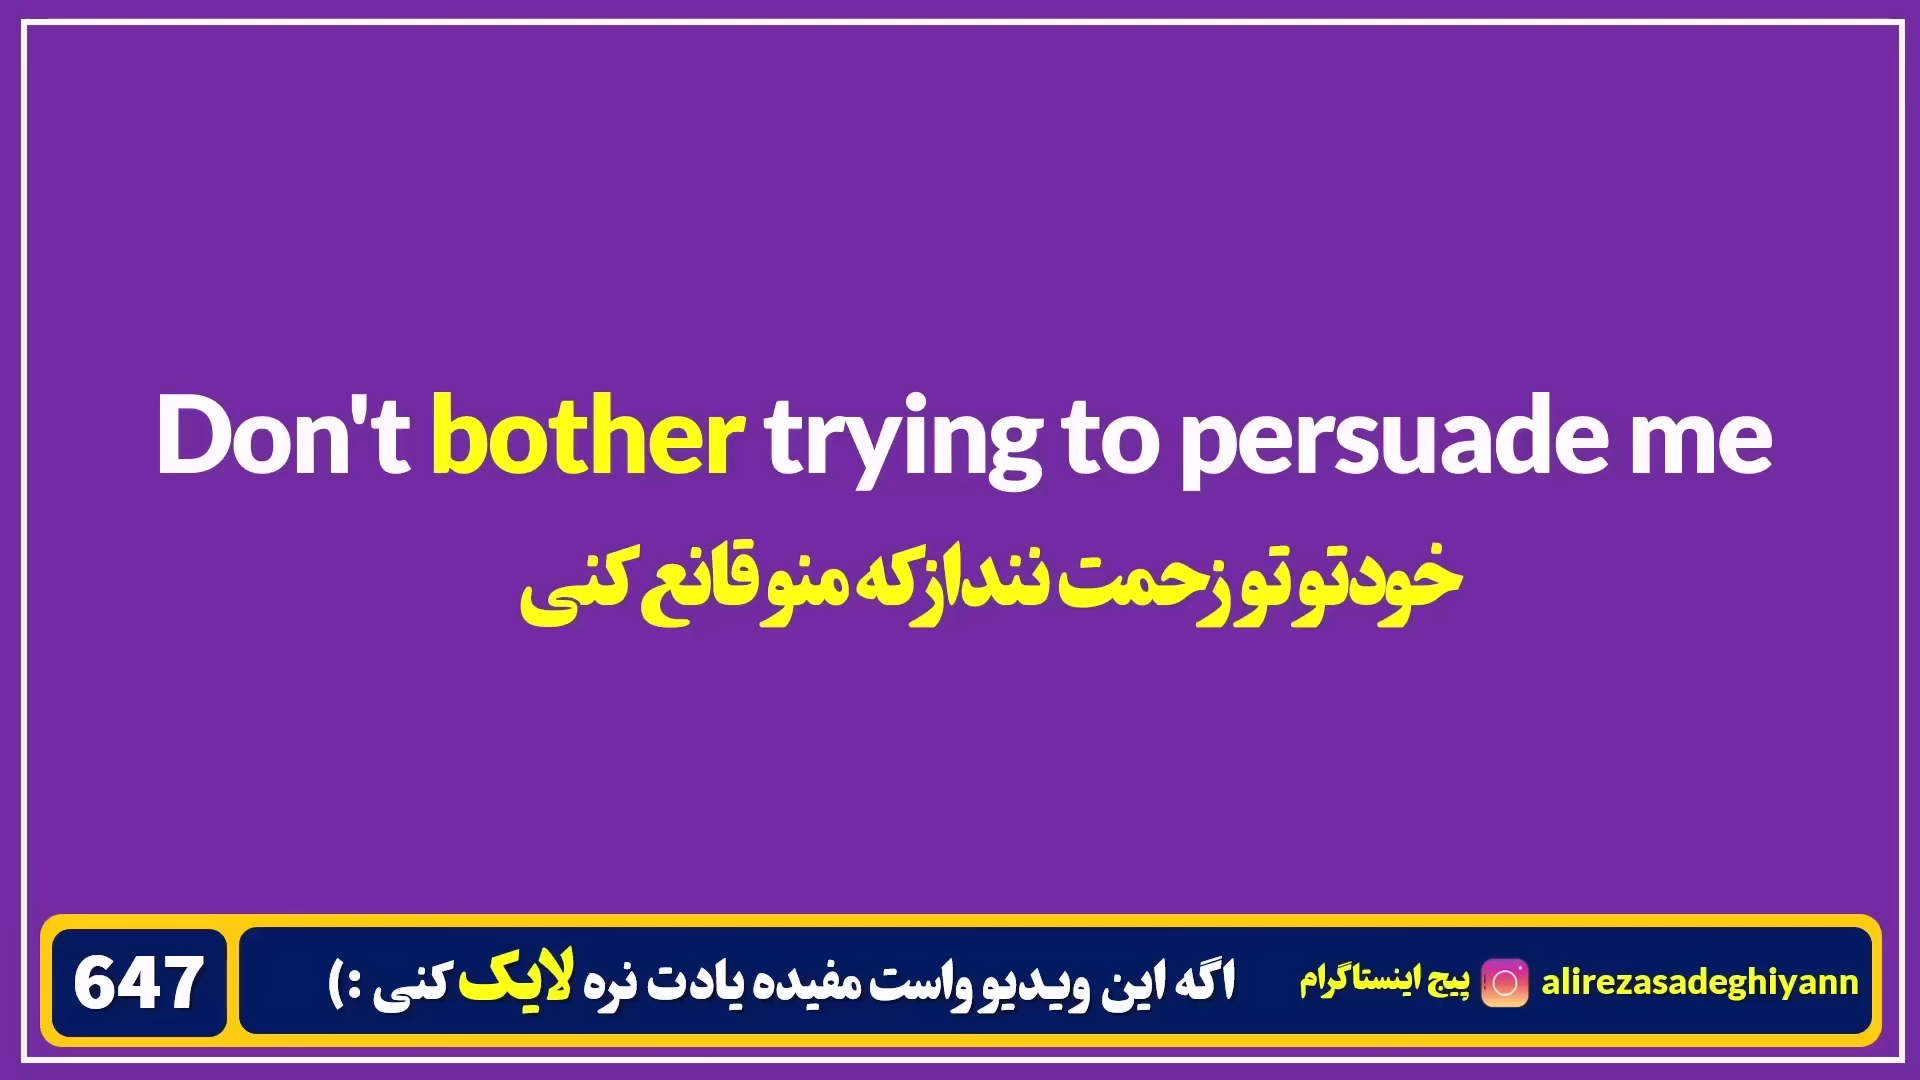 Don't bother trying to persuade me
خودتو تو زحمت ننداز که منو قانع کنی
647
اگه این ویدیو واست مفیده یادت نره لایک کنی :)
پیج اینستاگرام alirezasadeghiyann